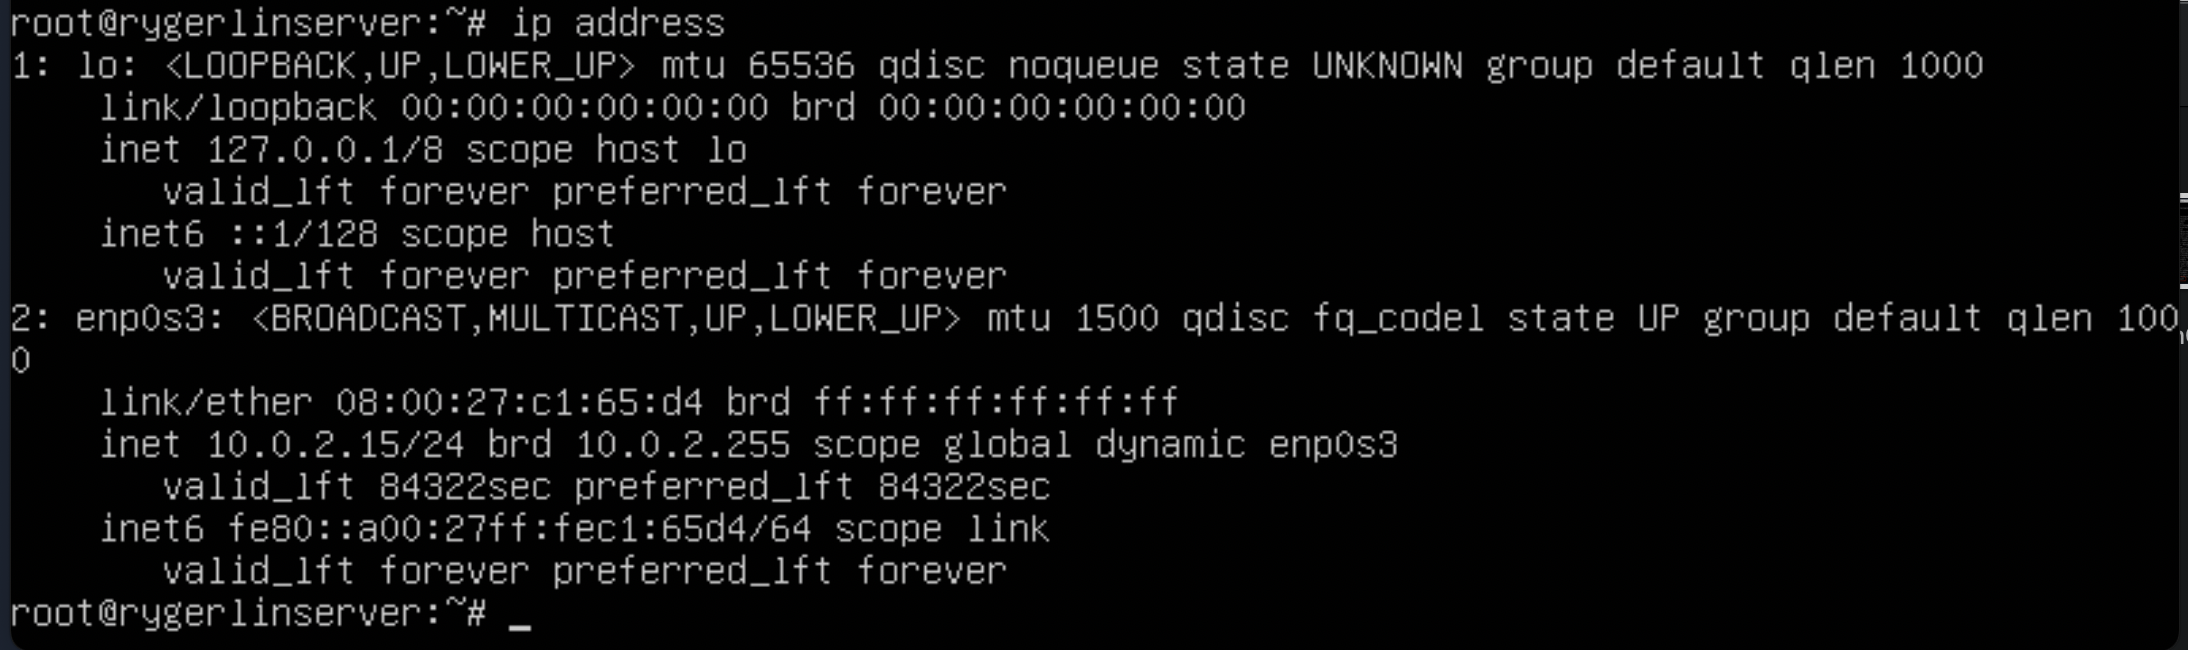 root@rygerlinserver:~# ip address
1: lo: <LOOPBACK,UP,LOWER_UP> mtu 65536 qdisc noqueue state UNKNOWN group default qlen 1000
    link/loopback 00:00:00:00:00:00 brd 00:00:00:00:00:00
    inet 127.0.0.1/8 scope host lo
       valid_lft forever preferred_lft forever
    inet6 ::1/128 scope host
       valid_lft forever preferred_lft forever
2: enp0s3: <BROADCAST,MULTICAST,UP,LOWER_UP> mtu 1500 qdisc fq_codel state UP group default qlen 100
0
    link/ether 08:00:27:c1:65:d4 brd ff:ff:ff:ff:ff:ff
    inet 10.0.2.15/24 brd 10.0.2.255 scope global dynamic enp0s3
       valid_lft 84322sec preferred_lft 84322sec
    inet6 fe80::a00:27ff:fec1:65d4/64 scope link
       valid_lft forever preferred_lft forever
root@rygerlinserver:~# _